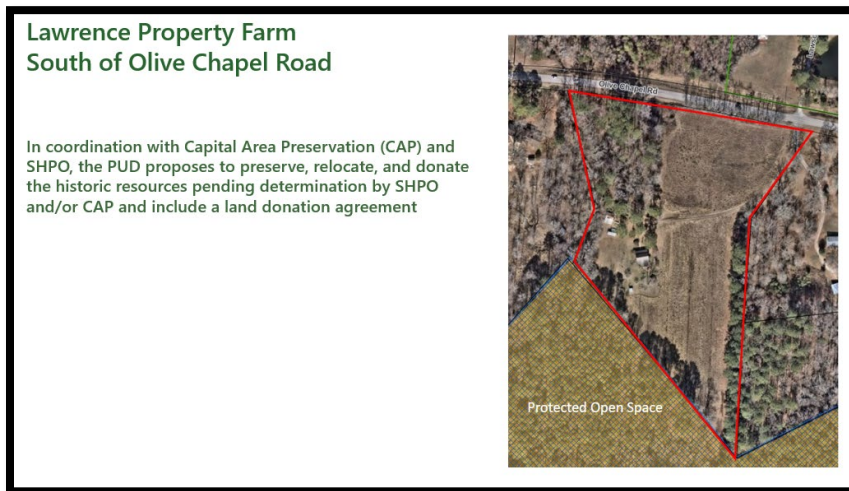 Lawrence Property Farm
South of Olive Chapel Road
In coordination with Capital Area Preservation (CAP) and
SHPO, the PUD proposes to preserve, relocate, and donate
the historic resources pending determination by SHPO
and/or CAP and include a land donation agreement
Olive Chapel Rd
Protected Open Space